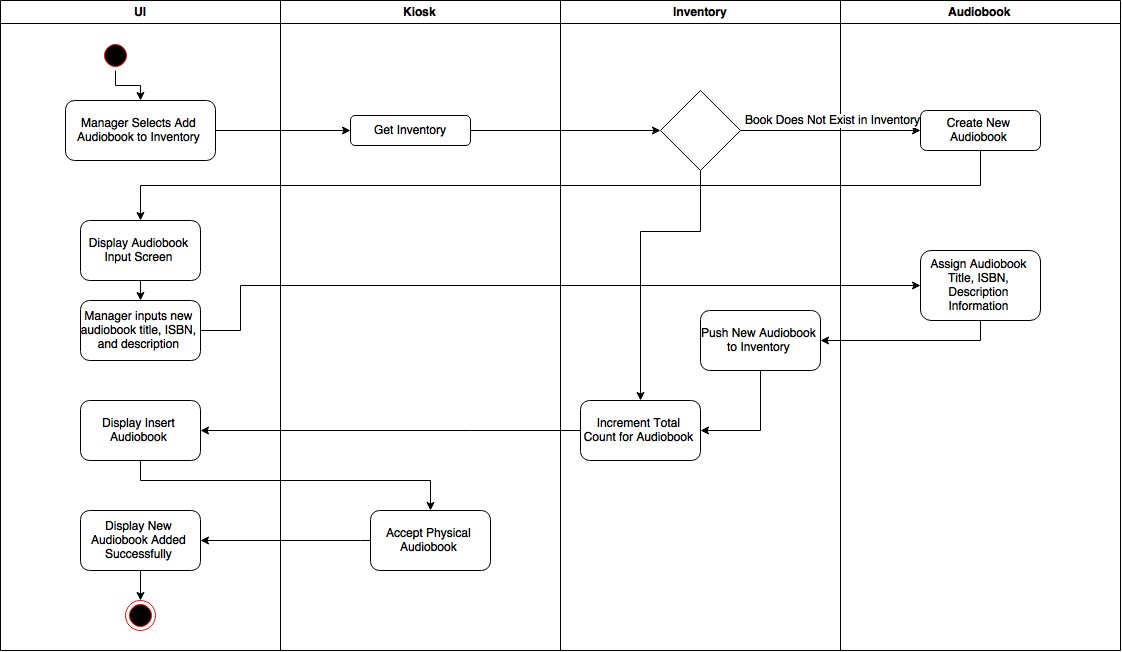 UI
Kiosk
Inventory
Audiobook
Manager Selects Add
Audiobook to Inventory
Get Inventory
Book Does Not Exist in Inventory
Create New
Audiobook
Display Audiobook
Input Screen
Manager inputs new
audiobook title, ISBN,
and description
Assign Audiobook
Title, ISBN,
Description
Information
Push New Audiobook
to Inventory
Display Insert
Audiobook
Increment Total
Count for Audiobook
Display New
Audiobook Added
Successfully
Accept Physical
Audiobook